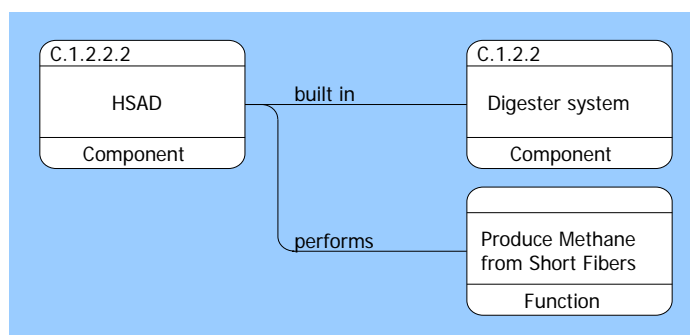 C.1.2.2.2
HSAD
Component
built in
C.1.2.2
Digester system
Component
performs
Produce Methane
from Short Fibers
Function